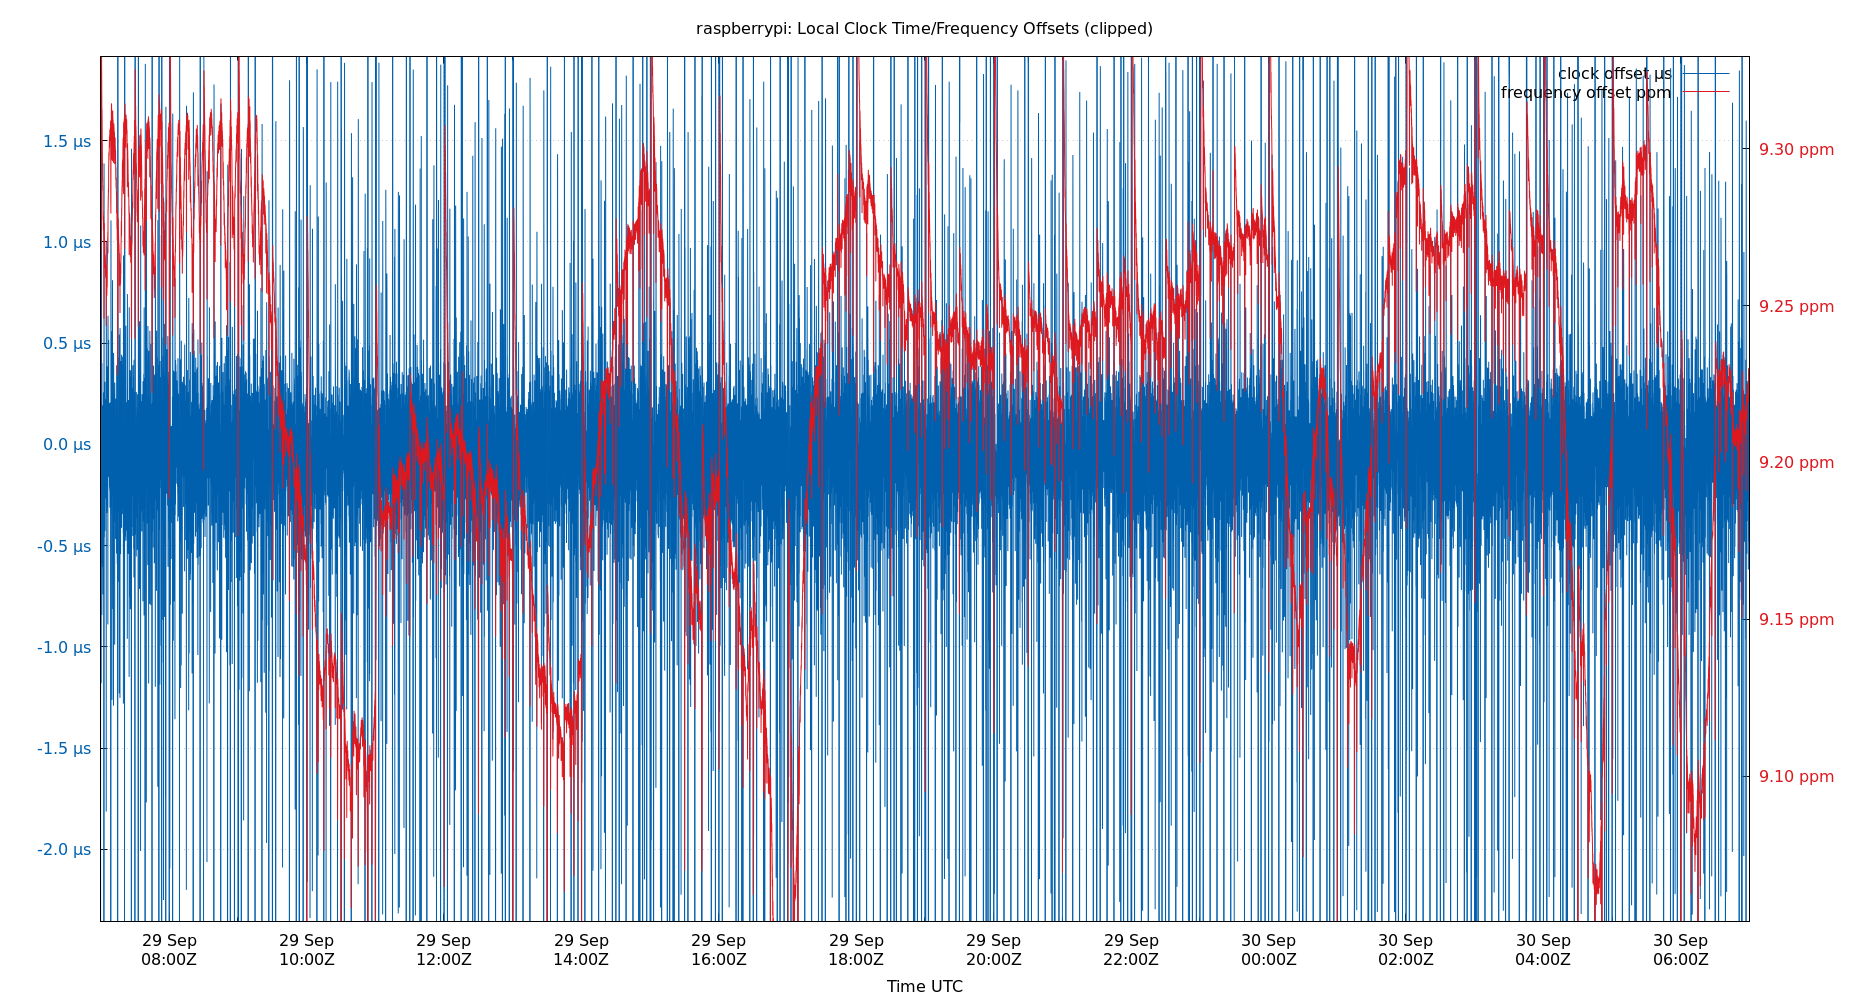 raspberrypi: Local Clock Time/Frequency Offsets (clipped)
clock offset µs
frequency offset ppm
1.5 µs
1.0 µs
0.5 µs
0.0 µs
-0.5 µs
-1.0 µs
-1.5 µs
-2.0 µs
9.30 ppm
9.25 ppm
9.20 ppm
9.15 ppm
9.10 ppm
29 Sep 29 Sep 29 Sep 29 Sep 29 Sep 29 Sep 29 Sep 29 Sep 30 Sep 30 Sep 30 Sep 30 Sep
08:00Z 10:00Z 12:00Z 14:00Z 16:00Z 18:00Z 20:00Z 22:00Z 00:00Z 02:00Z 04:00Z 06:00Z
Time UTC